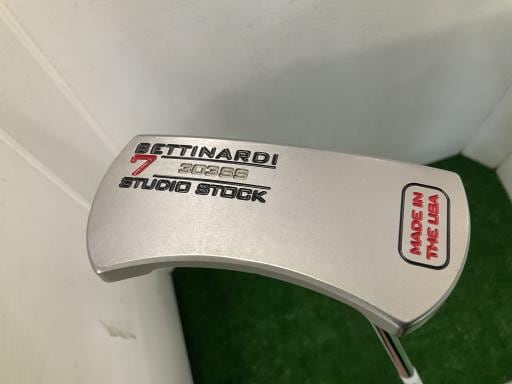 BETTINARDI
7 303SS
STUDIO STOCK
MADE IN
THE USA